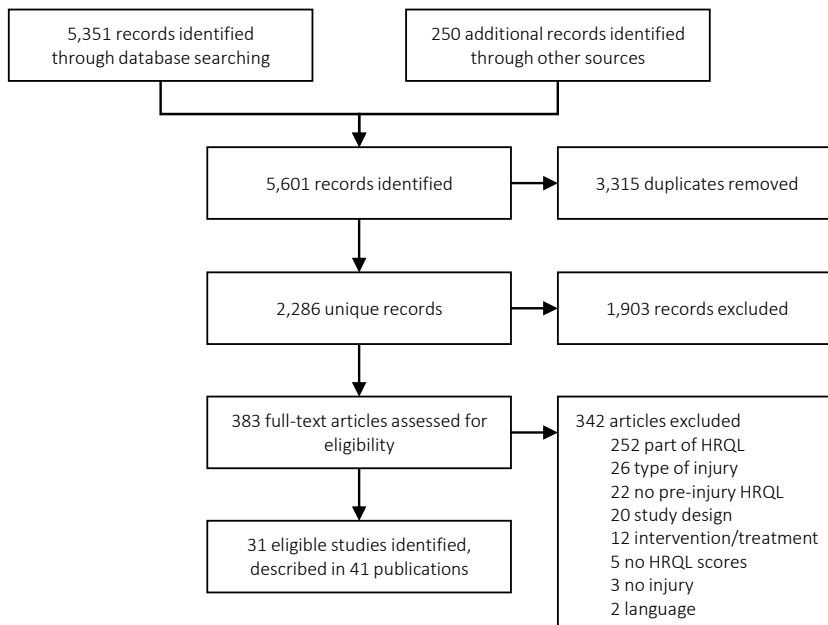 5,351 records identified
through database searching
250 additional records identified
through other sources
5,601 records identified
3,315 duplicates removed
2,286 unique records
1,903 records excluded
383 full-text articles assessed for
eligibility
342 articles excluded
252 part of HRQL
26 type of injury
22 no pre-injury HRQL
20 study design
12 intervention/treatment
5 no HRQL scores
3 no injury
2 language
31 eligible studies identified,
described in 41 publications